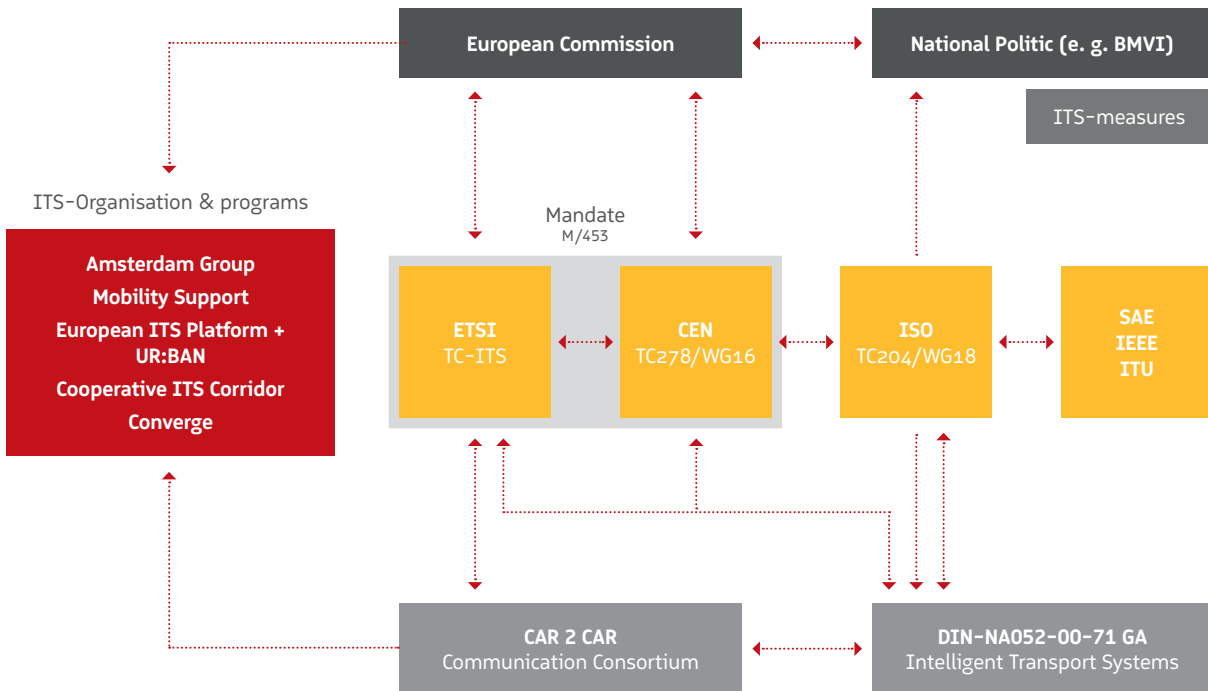 European Commission
National Politic (e. g. BMVI)
ITS-measures
ITS-Organisation & programs
Mandate
M/453
Amsterdam Group
Mobility Support
European ITS Platform +
UR:BAN
Cooperative ITS Corridor
Converge
ETSI
TC-ITS
CEN
TC278/WG16
ISO
TC204/WG18
SAE
IEEE
ITU
CAR 2 CAR
Communication Consortium
DIN-NA052-00-71 GA
Intelligent Transport Systems